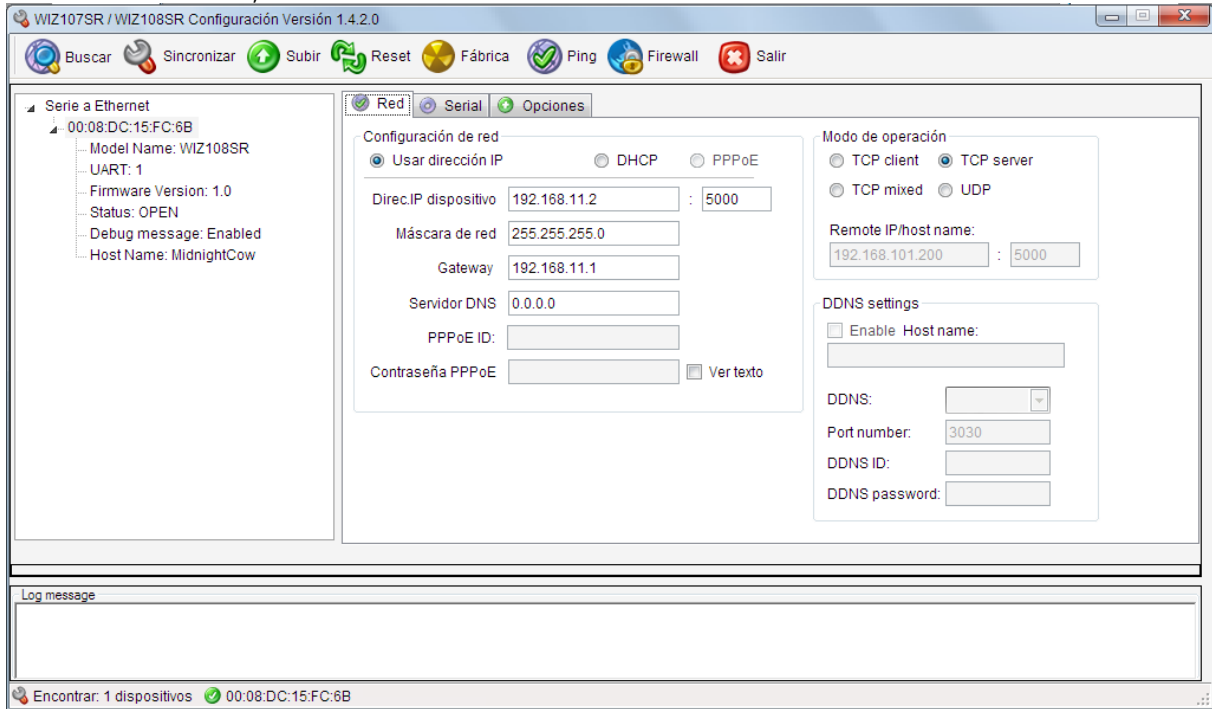 WIZ107SR / WIZ108SR Configuración Versión 1.4.2.0
Buscar Sincronizar Subir Reset Fábrica Ping Firewall Salir
Serie a Ethernet
00:08:DC:15:FC:6B
Model Name: WIZ108SR
UART: 1
Firmware Version: 1.0
Status: OPEN
Debug message: Enabled
Host Name: MidnightCow
Red Serial Opciones
Configuración de red
Usar dirección IP DHCP PPPoE
Direc.IP dispositivo 192.168.11.2 : 5000
Máscara de red 255.255.255.0
Gateway 192.168.11.1
Servidor DNS 0.0.0.0
PPPoE ID:
Contraseña PPPoE Ver texto
Modo de operación
TCP client TCP server
TCP mixed UDP
Remote IP/host name:
192.168.101.200 : 5000
DDNS settings
Enable Host name:
DDNS:
Port number: 3030
DDNS ID:
DDNS password:
Log message
Encontrar: 1 dispositivos 00:08:DC:15:FC:6B